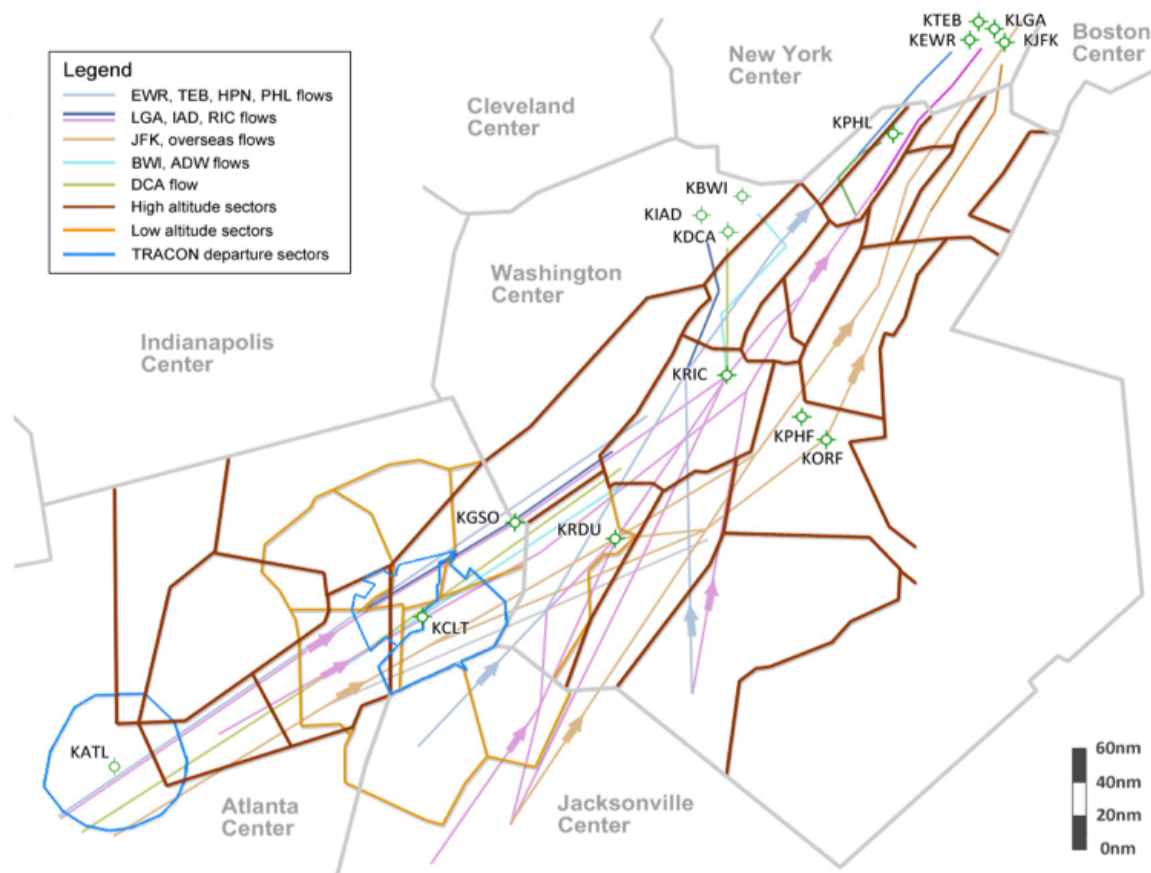 KTEB
KLGA
KEWR
KJFK
Boston
Center
New York
Center
Legend
EWR, TEB, HPN, PHL flows
LGA, IAD, RIC flows
JFK, overseas flows
BWI, ADW flows
DCA flow
High altitude sectors
Low altitude sectors
TRACON departure sectors
Cleveland
Center
KPHL
KBWI
KIAD
KDCA
Washington
Center
Indianapolis
Center
KRIC
KPHF
KORF
KGSO
KRDU
KCLT
KATL
Atlanta
Center
Jacksonville
Center
60nm
40nm
20nm
0nm